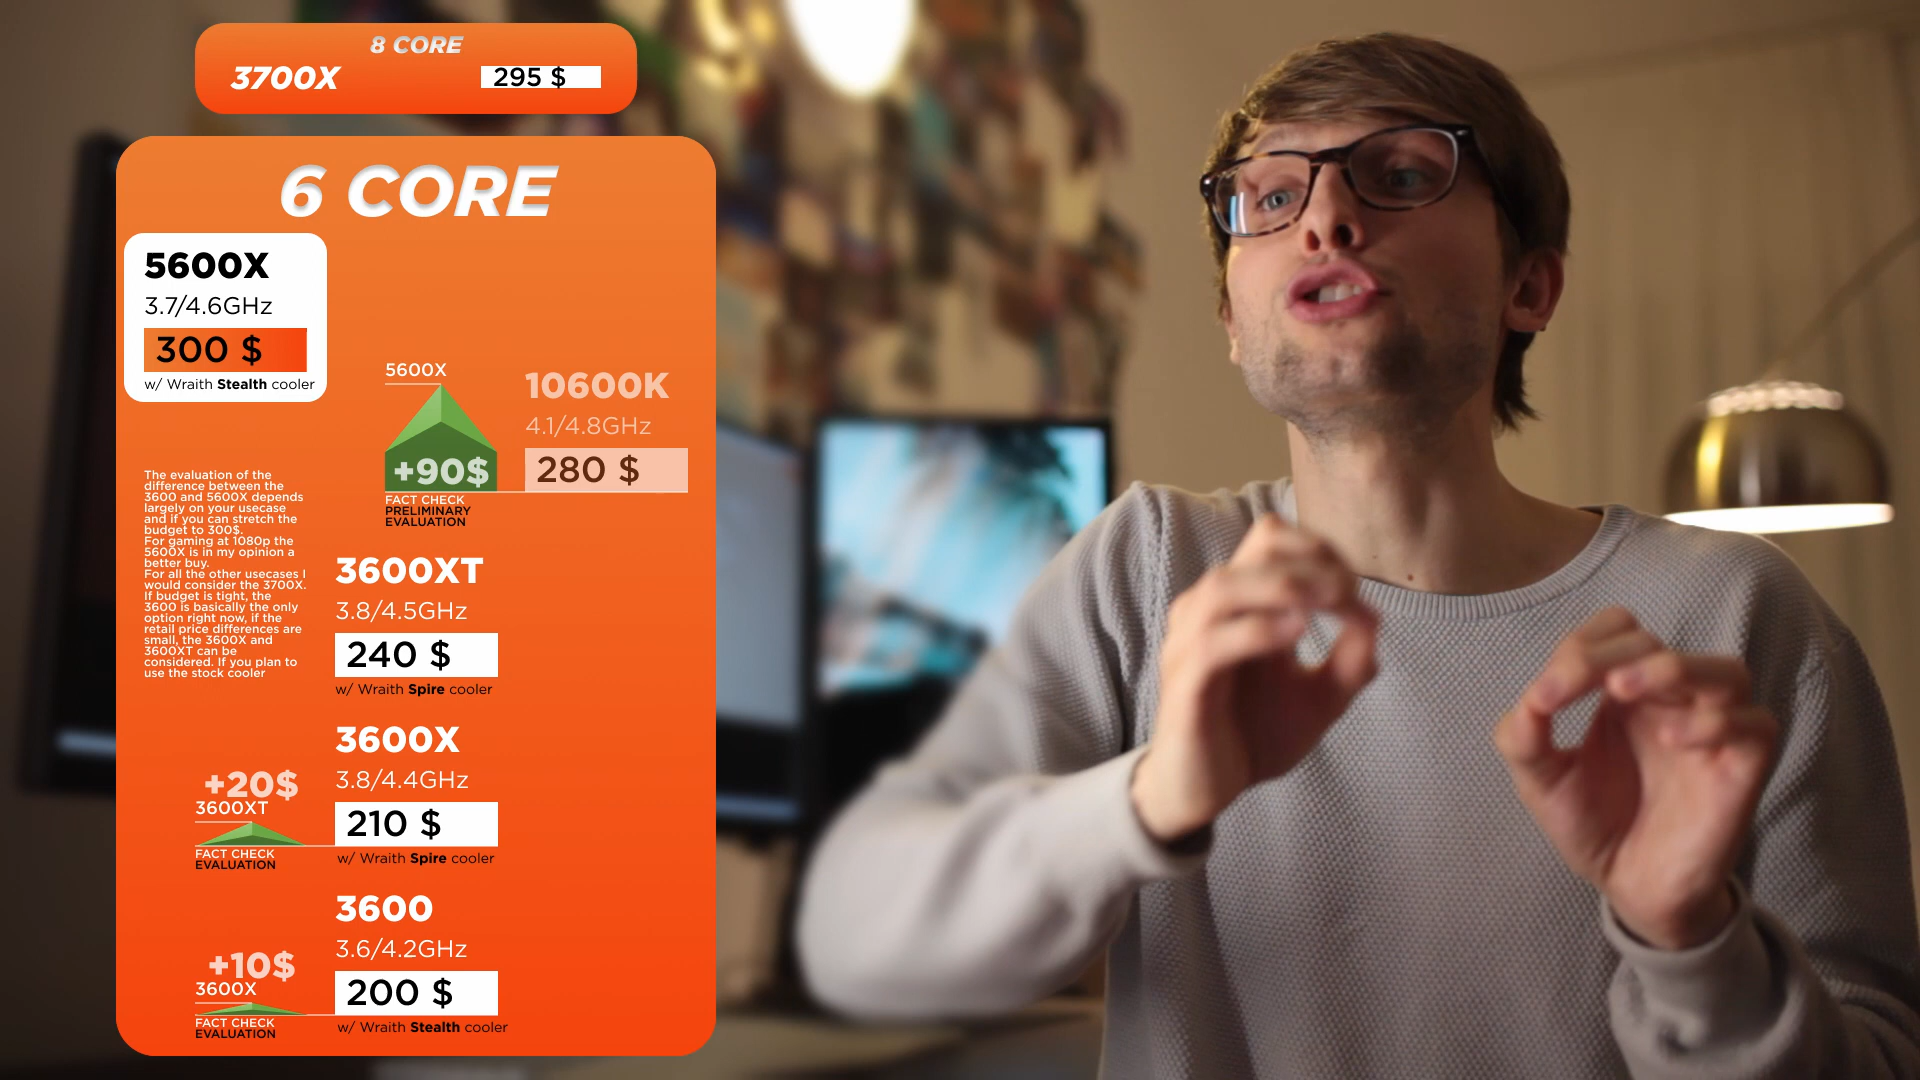 8 CORE
3700X 295 $
6 CORE
5600X
3.7/4.6GHz
300 $
w/ Wraith Stealth cooler
5600X
+90$
FACT CHECK
PRELIMINARY
EVALUATION
10600K
4.1/4.8GHz
280 $
The evaluation of the
difference between the
3600 and 5600X depends
largely on your usecase
and if you can stretch the
budget to 300$.
For gaming at 1080p the
5600X is in my opinion a
better buy.
For all the other usecases I
would consider the 3700X.
If budget is tight, the
3600 is basically the only
option right now, if the
retail price differences are
small, the 3600X and
3600XT can be
considered. If you plan to
use the stock cooler
3600XT
3.8/4.5GHz
240 $
w/ Wraith Spire cooler
3600X
3.8/4.4GHz
210 $
w/ Wraith Spire cooler
+20$
3600XT
FACT CHECK
EVALUATION
3600
3.6/4.2GHz
200 $
w/ Wraith Stealth cooler
+10$
3600X
FACT CHECK
EVALUATION